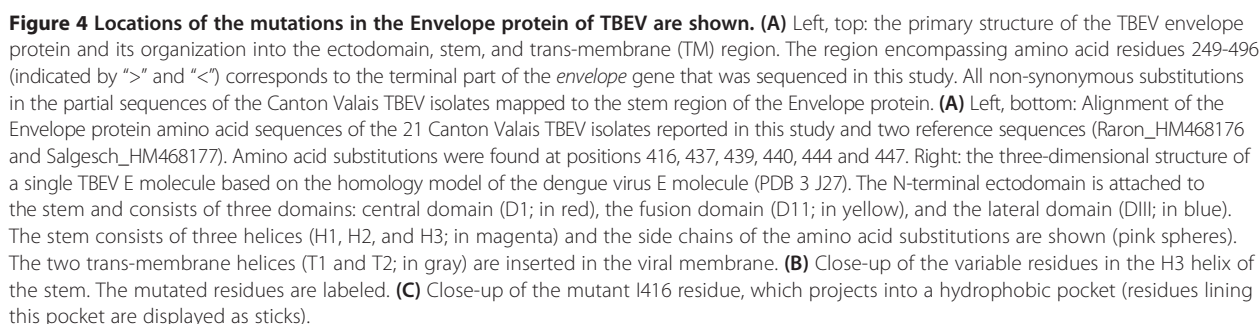 Figure 4 Locations of the mutations in the Envelope protein of TBEV are shown. (A) Left, top: the primary structure of the TBEV envelope
protein and its organization into the ectodomain, stem, and trans-membrane (TM) region. The region encompassing amino acid residues 249-496
(indicated by “>” and “<”) corresponds to the terminal part of the envelope gene that was sequenced in this study. All non-synonymous substitutions
in the partial sequences of the Canton Valais TBEV isolates mapped to the stem region of the Envelope protein. (A) Left, bottom: Alignment of the
Envelope protein amino acid sequences of the 21 Canton Valais TBEV isolates reported in this study and two reference sequences (Raron_HM468176
and Salgesch_HM468177). Amino acid substitutions were found at positions 416, 437, 439, 440, 444 and 447. Right: the three-dimensional structure of
a single TBEV E molecule based on the homology model of the dengue virus E molecule (PDB 3 J27). The N-terminal ectodomain is attached to
the stem and consists of three domains: central domain (D1; in red), the fusion domain (D11; in yellow), and the lateral domain (DIII; in blue).
The stem consists of three helices (H1, H2, and H3; in magenta) and the side chains of the amino acid substitutions are shown (pink spheres).
The two trans-membrane helices (T1 and T2; in gray) are inserted in the viral membrane. (B) Close-up of the variable residues in the H3 helix of
the stem. The mutated residues are labeled. (C) Close-up of the mutant I416 residue, which projects into a hydrophobic pocket (residues lining
this pocket are displayed as sticks).